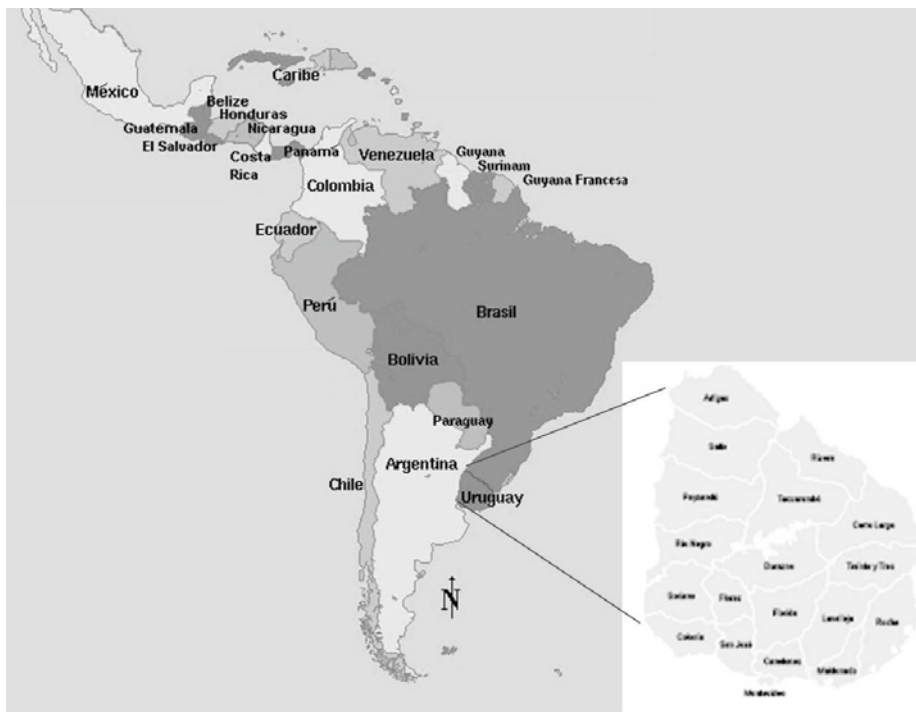 México
Caribe
Belize
Honduras
Guatemala
Nicaragua
El Salvador
Costa
Rica
Panama
Venezuela
Guyana
Surinam
Guyana Francesa
Colombia
Ecuador
Perú
Brasil
Bolivia
Paraguay
Argentina
Chile
Uruguay
N
Artigas
Salto
Rivera
Paysandú
Tacuarembó
Cerro Largo
Río Negro
Durazno
Treinta y Tres
Soriano
Flores
Florida
Lavalleja
Rocha
Colonia
San José
Canelones
Maldonado
Montevideo